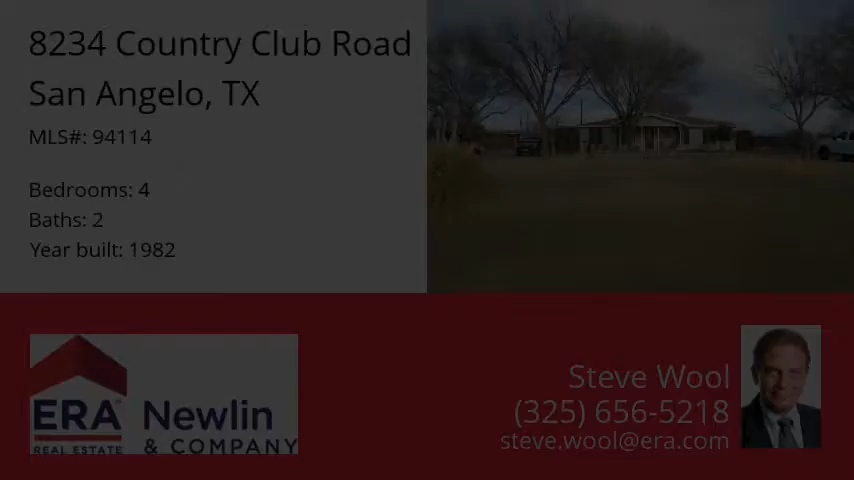 8234 Country Club Road
San Angelo, TX
MLS#: 94114
Bedrooms: 4
Baths: 2
Year built: 1982
ERA Newlin
REAL ESTATE & COMPANY
Steve Wool
(325) 656-5218
steve.wool@era.com